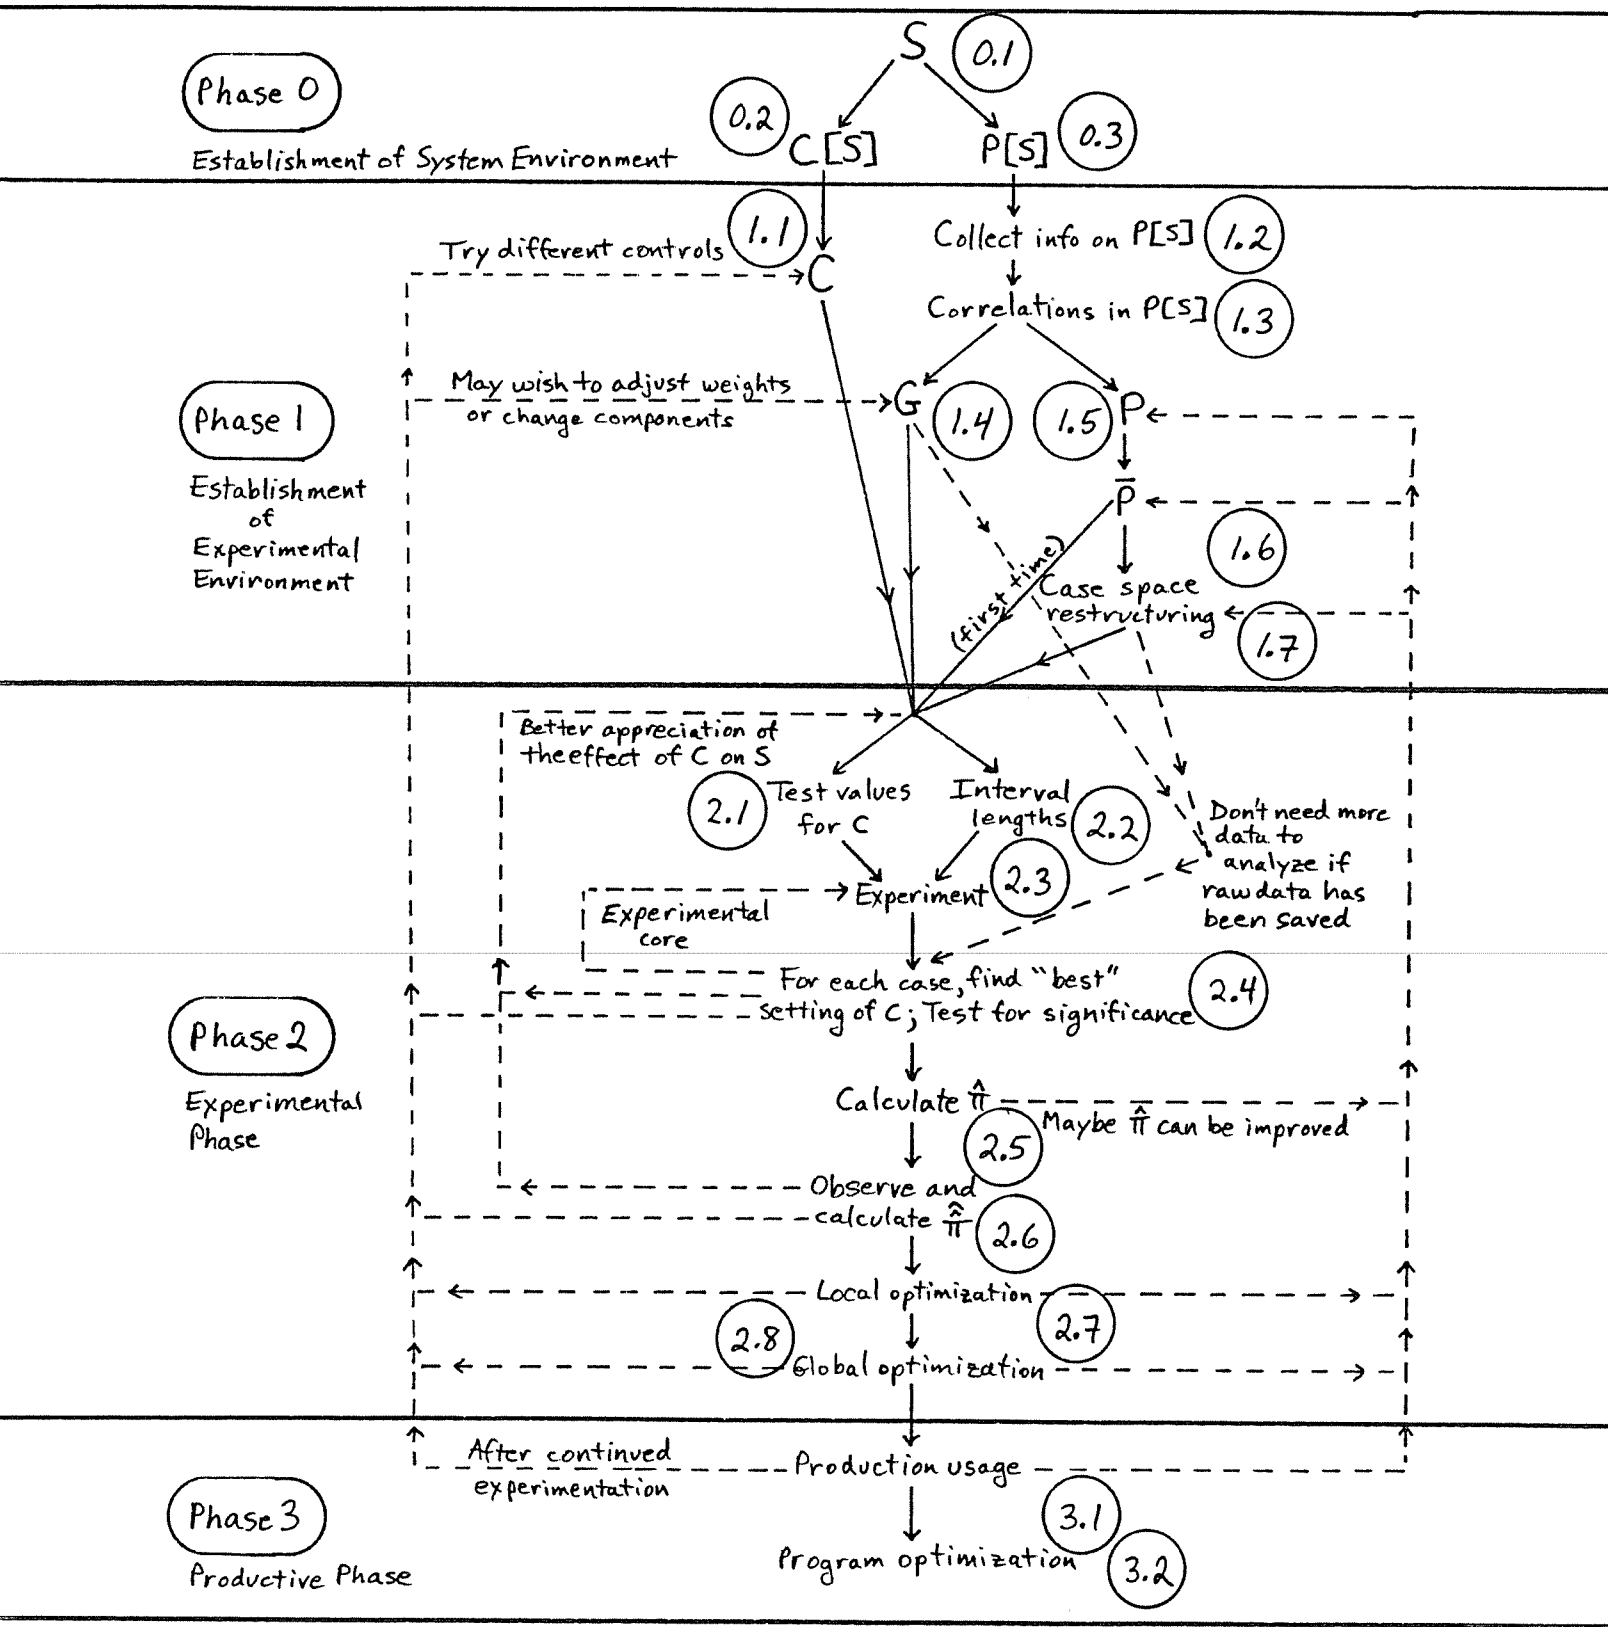 S
0.1
Phase 0
0.2
C[S]
P[S]
0.3
Establishment of System Environment
1.1
Try different controls
C
Collect info on P[S]
1.2
Correlations in P[S]
1.3
Phase 1
May wish to adjust weights
or change components
G
1.4
1.5
P
P̄
Establishment
of
Experimental
Environment
(first time)
1.6
Case space
restructuring
1.7
Better appreciation of
the effect of C on S
2.1
Test values
for C
Interval
lengths
2.2
Don't need more
data to
analyze if
raw data has
been saved
Experiment
2.3
Experimental
core
For each case, find "best"
setting of C; Test for significance
2.4
Phase 2
Experimental
Phase
Calculate π̂
Maybe π̂ can be improved
2.5
Observe and
calculate π̂̂
2.6
Local optimization
2.7
2.8
Global optimization
After continued
experimentation
Production usage
3.1
Phase 3
Productive Phase
Program optimization
3.2